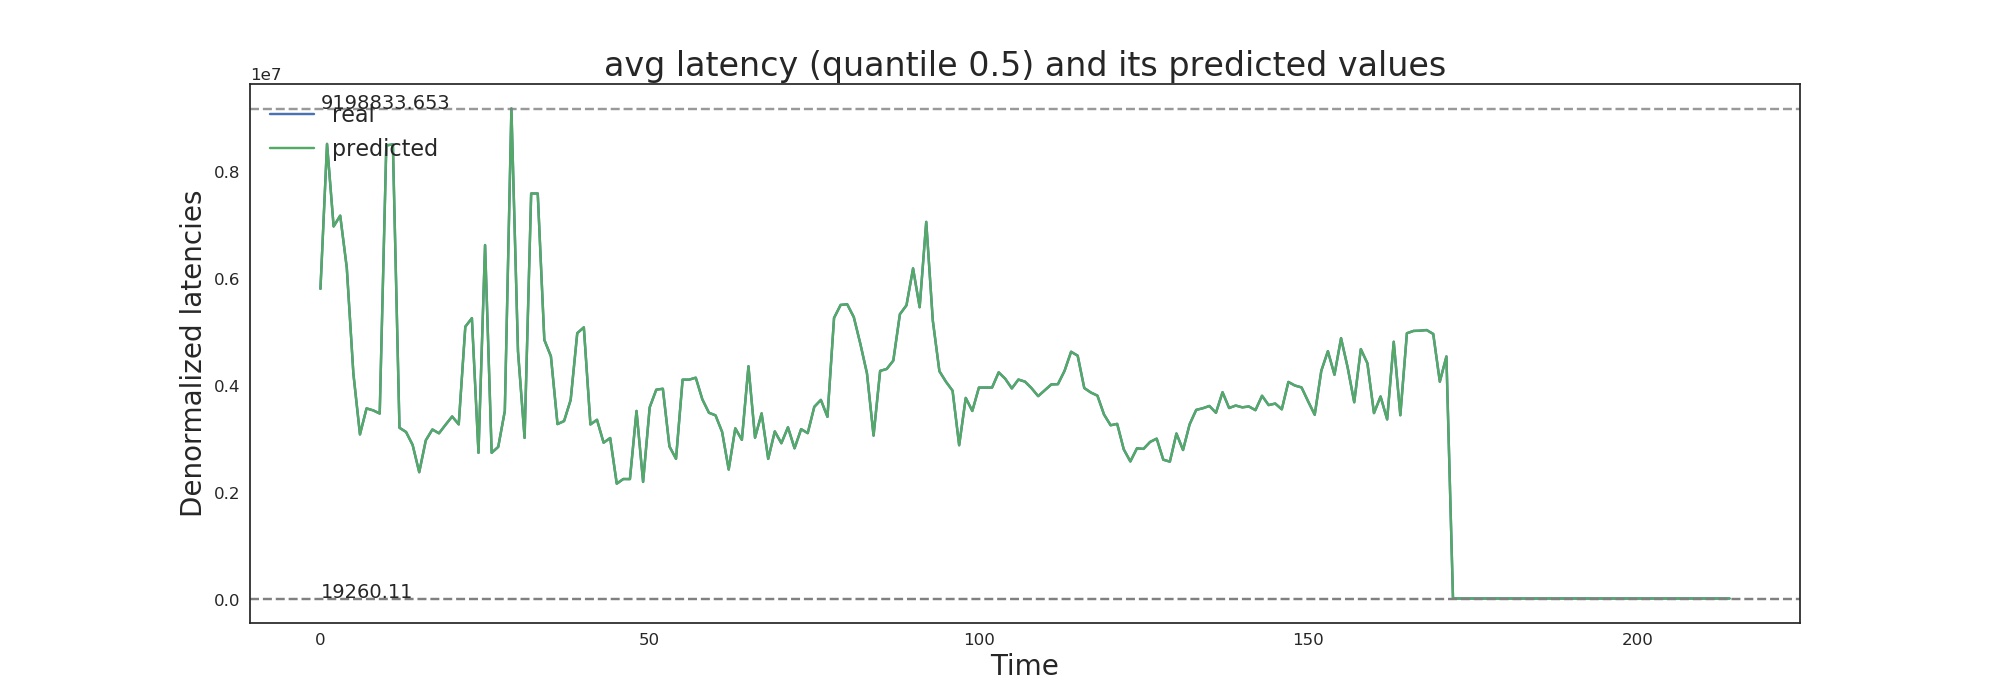 avg latency (quantile 0.5) and its predicted values
1e7
9198833.653
real
predicted
0.8
0.6
0.4
0.2
0.0
Denormalized latencies
19260.11
0
50
100
150
200
Time